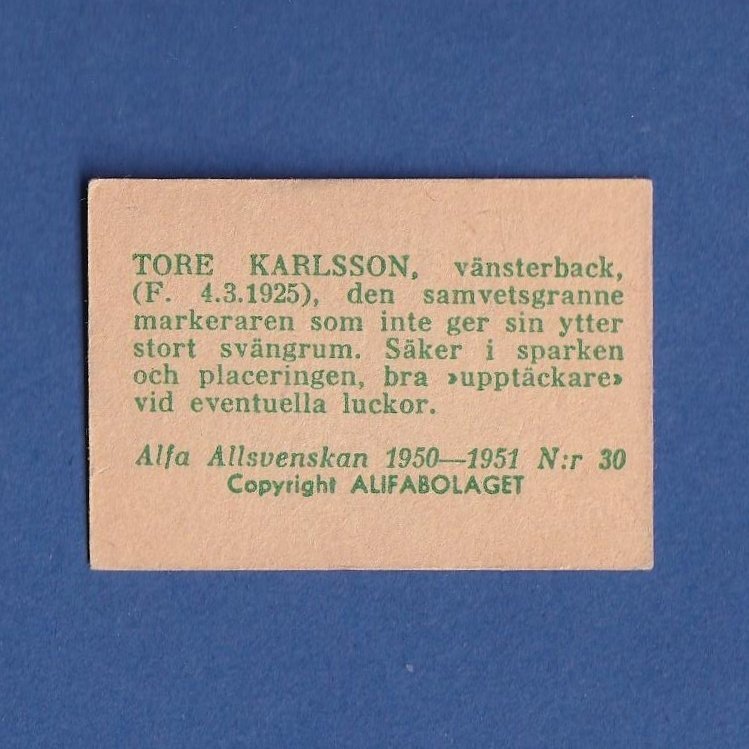 TORE KARLSSON, vänsterback,
(F. 4.3.1925), den samvetsgranne
markeraren som inte ger sin ytter
stort svängrum. Säker i sparken
och placeringen, bra »upptäckare»
vid eventuella luckor.
Alfa Allsvenskan 1950—1951 N:r 30
Copyright ALIFABOLAGET